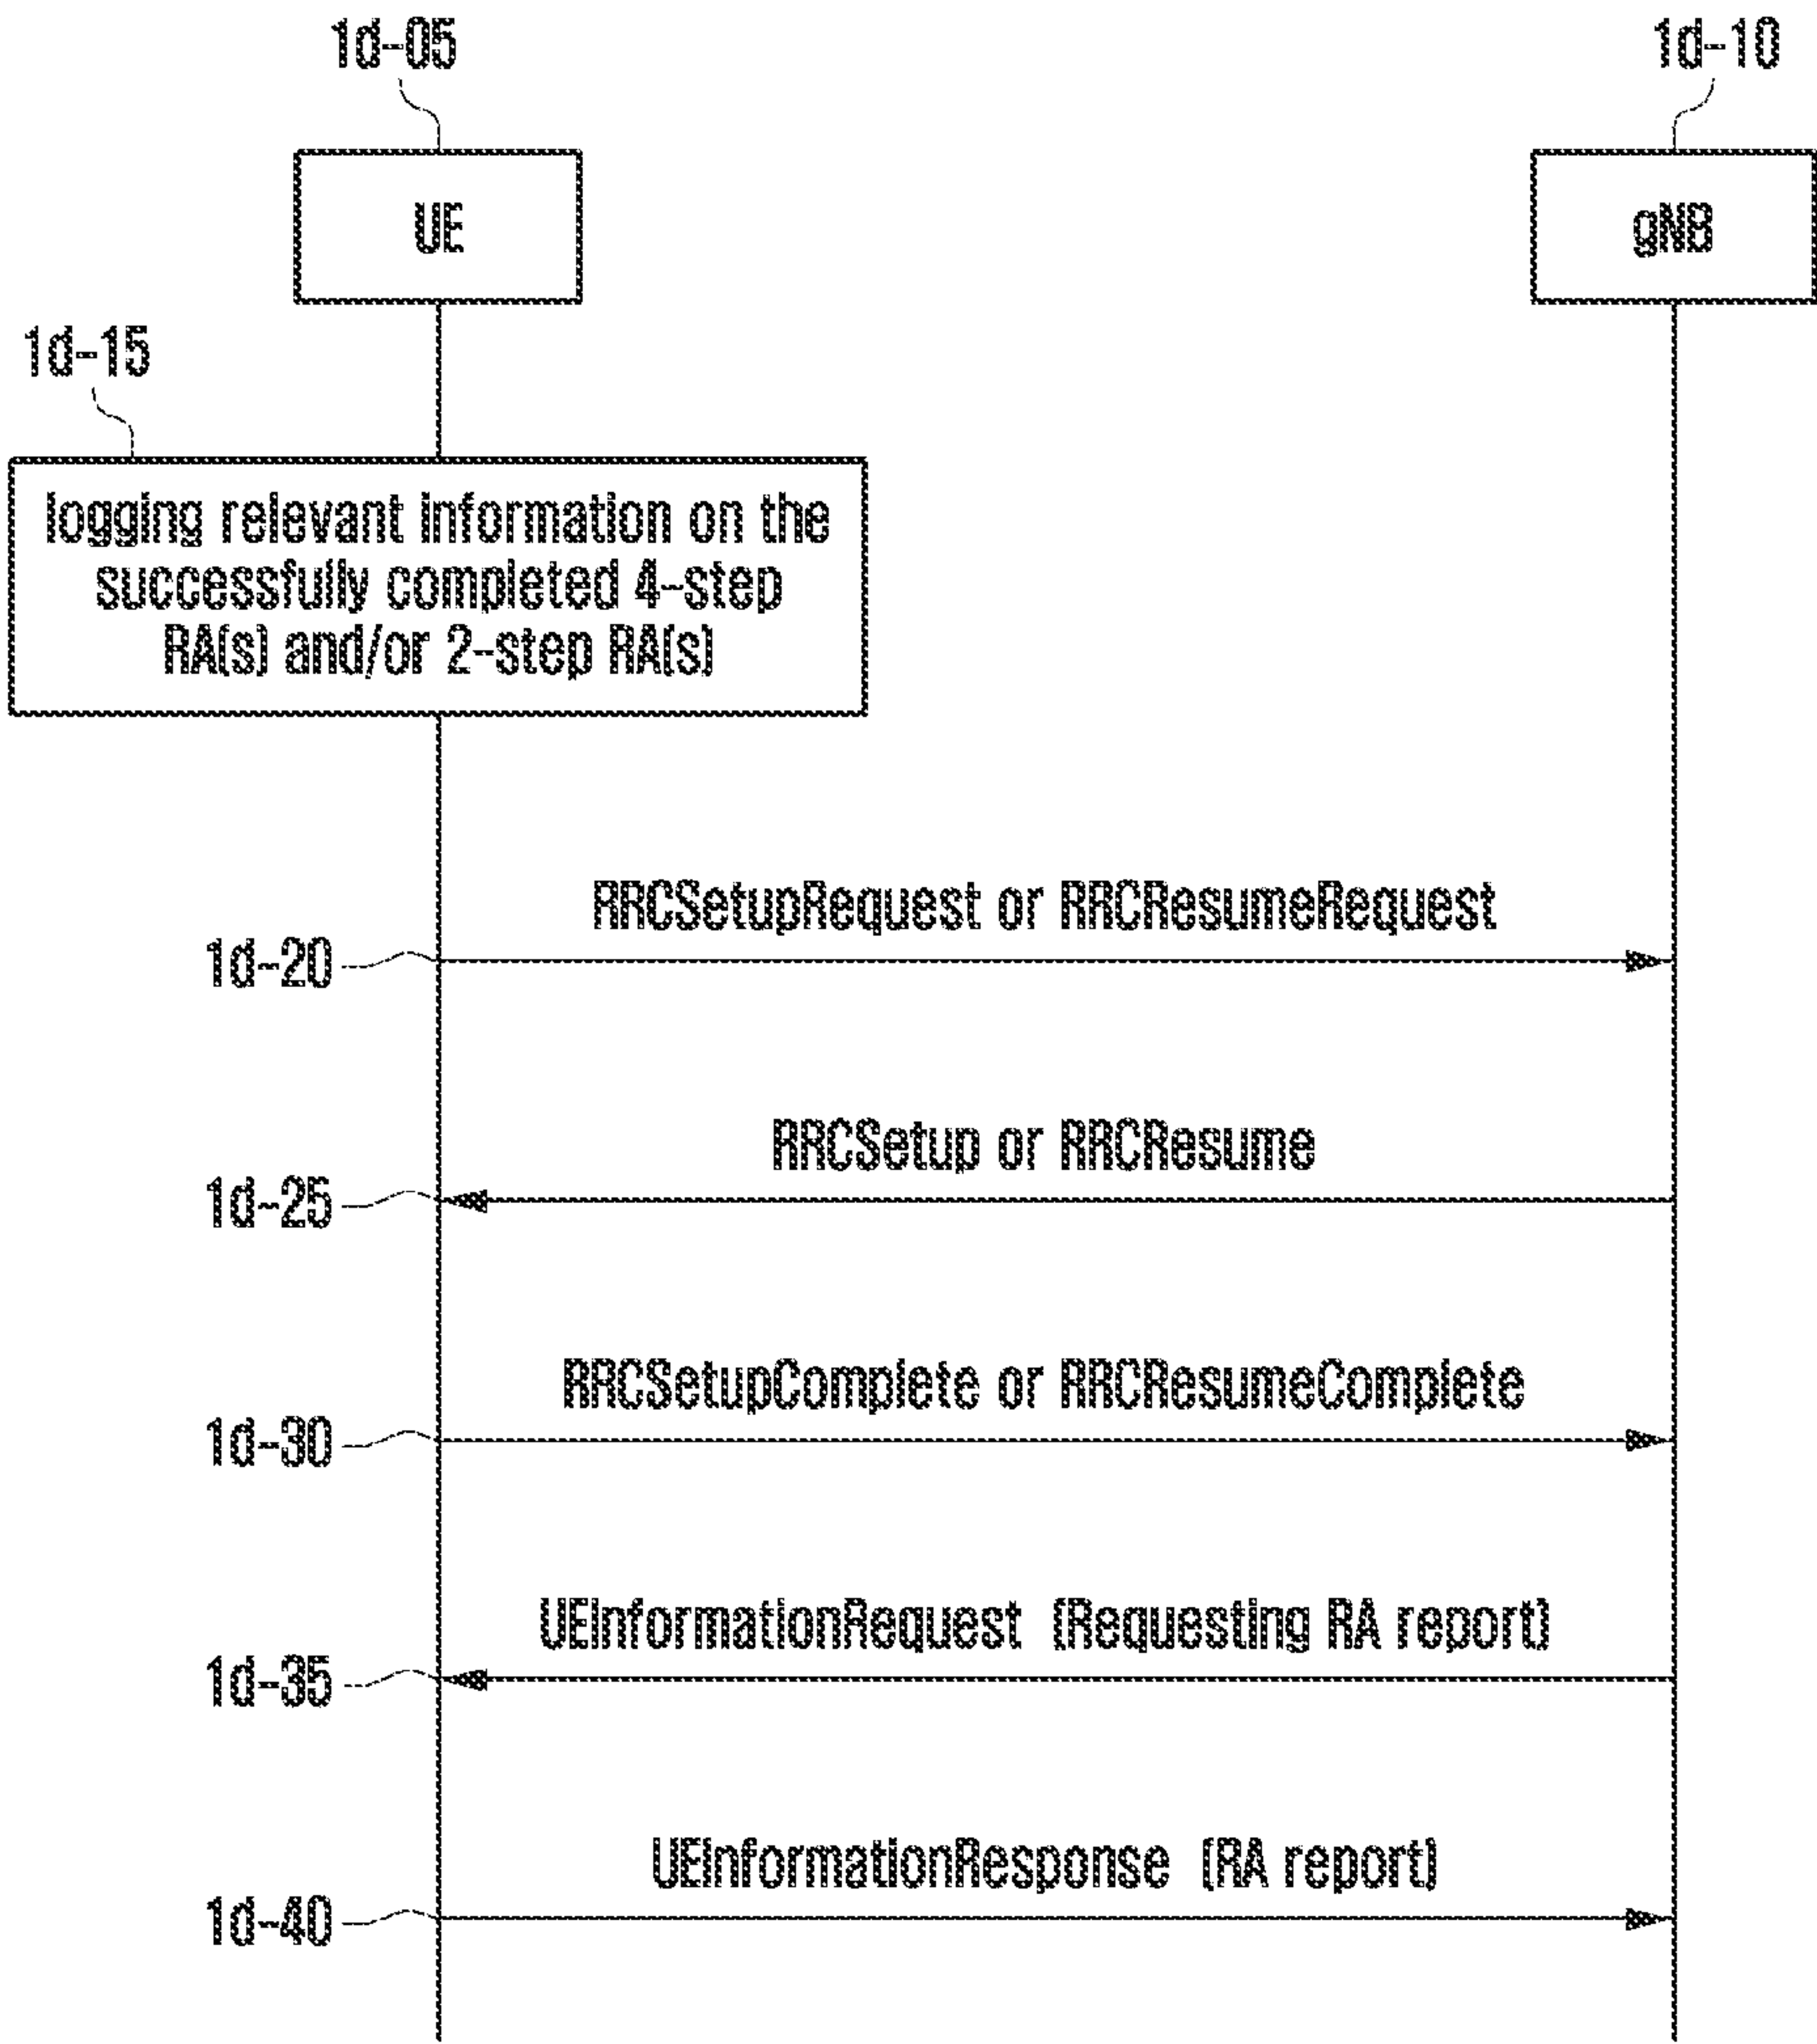 1d-05
1d-10
UE
gNB
1d-15
logging relevant information on the
successfully completed 4-step
RA(s) and/or 2-step RA(s)
RRCSetupRequest or RRCResumeRequest
1d-20
RRCSetup or RRCResume
1d-25
RRCSetupComplete or RRCResumeComplete
1d-30
UEInformationRequest (Requesting RA report)
1d-35
UEInformationResponse (RA report)
1d-40